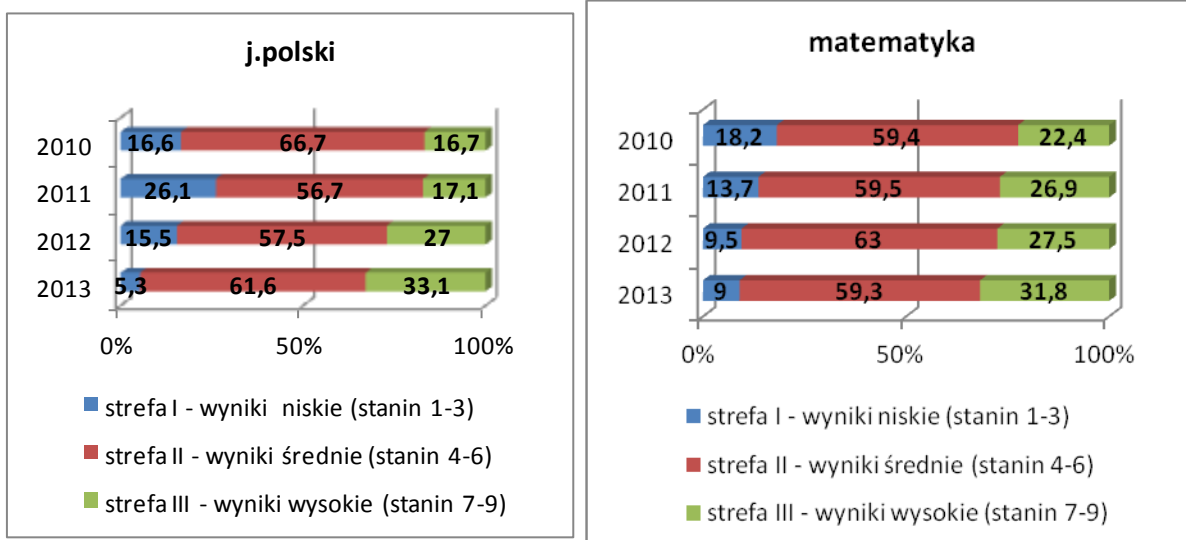 j.polski
2010 16,6 66,7 16,7
2011 26,1 56,7 17,1
2012 15,5 57,5 27
2013 5,3 61,6 33,1
0% 50% 100%
strefa I - wyniki niskie (stanin 1-3)
strefa II - wyniki średnie (stanin 4-6)
strefa III - wyniki wysokie (stanin 7-9)
matematyka
2010 18,2 59,4 22,4
2011 13,7 59,5 26,9
2012 9,5 63 27,5
2013 9 59,3 31,8
0% 50% 100%
strefa I - wyniki niskie (stanin 1-3)
strefa II - wyniki średnie (stanin 4-6)
strefa III - wyniki wysokie (stanin 7-9)